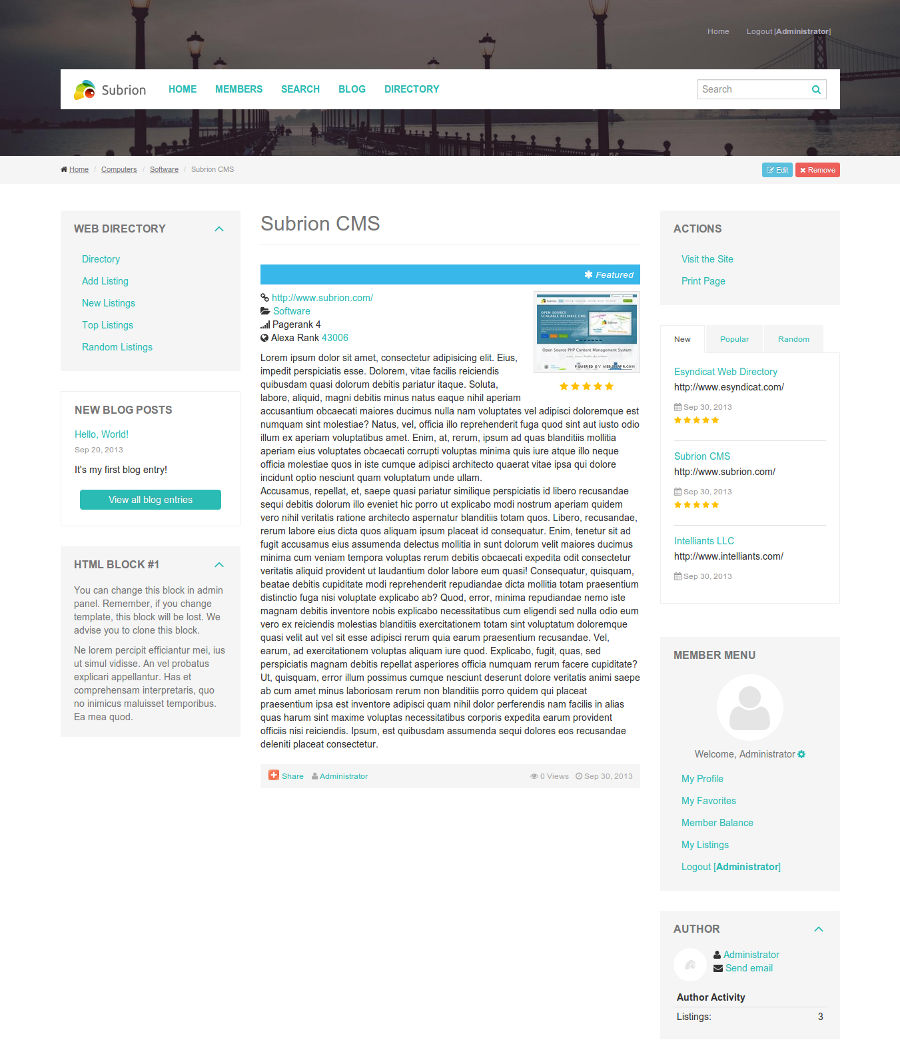 Home Logout [Administrator]
Subrion HOME MEMBERS SEARCH BLOG DIRECTORY Search
Home / Computers / Software / Subrion CMS
Edit Remove
WEB DIRECTORY
Directory
Add Listing
New Listings
Top Listings
Random Listings
NEW BLOG POSTS
Hello, World!
Sep 20, 2013
It's my first blog entry!
View all blog entries
HTML BLOCK #1
You can change this block in admin
panel. Remember, if you change
template, this block will be lost. We
advise you to clone this block.
Ne lorem percipit efficiantur mei, ius
ut simul vidisse. An vel probatus
explicari appellantur. Has et
comprehensam interpretaris, quo
no inimicus maluisset temporibus.
Ea mea quod.
Subrion CMS
Featured
http://www.subrion.com/
Software
Pagerank 4
Alexa Rank 43006
Lorem ipsum dolor sit amet, consectetur adipisicing elit. Eius,
impedit perspiciatis esse. Dolorem, vitae facilis reiciendis
quibusdam quasi dolorum debitis pariatur itaque. Soluta,
labore, aliquid, magni debitis minus natus eaque nihil aperiam
accusantium obcaecati maiores ducimus nulla nam voluptates vel adipisci doloremque est
numquam sint molestiae? Natus, vel, officia illo reprehenderit fuga quod sint aut iusto odio
illum ex aperiam voluptatibus amet. Enim, at, rerum, ipsum ad quas blanditiis mollitia
aperiam eius voluptates obcaecati corrupti voluptas minima quis iure atque illo neque
officia molestiae quos in iste cumque adipisci architecto quaerat vitae ipsa qui dolore
incidunt optio nesciunt quam voluptatum unde ullam.
Accusamus, repellat, et, saepe quasi pariatur similique perspiciatis id libero recusandae
sequi debitis dolorum illo eveniet hic porro ut explicabo modi nostrum aperiam quidem
vero nihil veritatis ratione architecto aspernatur blanditiis totam quos. Libero, recusandae,
rerum labore eius dicta quos aliquam ipsum placeat id consequatur. Enim, tenetur sit ad
fugit accusamus eius assumenda delectus mollitia in sunt dolorum velit maiores ducimus
minima cum veniam tempora voluptas rerum debitis obcaecati expedita odit consectetur
veritatis aliquid provident ut laudantium dolor labore eum quasi! Consequatur, quisquam,
beatae debitis cupiditate modi reprehenderit repudiandae dicta mollitia totam praesentium
distinctio fuga nisi voluptate explicabo ab? Quod, error, minima repudiandae nemo iste
magnam debitis inventore nobis explicabo necessitatibus cum eligendi sed nulla odio eum
vero ex reiciendis molestias blanditiis exercitationem totam sint voluptatum doloremque
quasi velit aut vel sit esse adipisci rerum quia earum praesentium recusandae. Vel,
earum, ad exercitationem voluptas aliquam iure quod. Explicabo, fugit, quas, sed
perspiciatis magnam debitis repellat asperiores officia numquam rerum facere cupiditate?
Ut, quisquam, error illum possimus cumque nesciunt deserunt dolore veritatis animi saepe
ab cum amet minus laboriosam rerum non blanditiis porro quidem qui placeat
praesentium ipsa est inventore adipisci quam nihil dolor perferendis nam facilis in alias
quas harum sint maxime voluptas necessitatibus corporis expedita earum provident
officiis nisi reiciendis. Ipsum, est quibusdam assumenda sequi dolores eos recusandae
deleniti placeat consectetur.
Share Administrator 0 Views Sep 30, 2013
ACTIONS
Visit the Site
Print Page
New Popular Random
Esyndicat Web Directory
http://www.esyndicat.com/
Sep 30, 2013
Subrion CMS
http://www.subrion.com/
Sep 30, 2013
Intelliants LLC
http://www.intelliants.com/
Sep 30, 2013
MEMBER MENU
Welcome, Administrator
My Profile
My Favorites
Member Balance
My Listings
Logout [Administrator]
AUTHOR
Administrator
Send email
Author Activity
Listings: 3